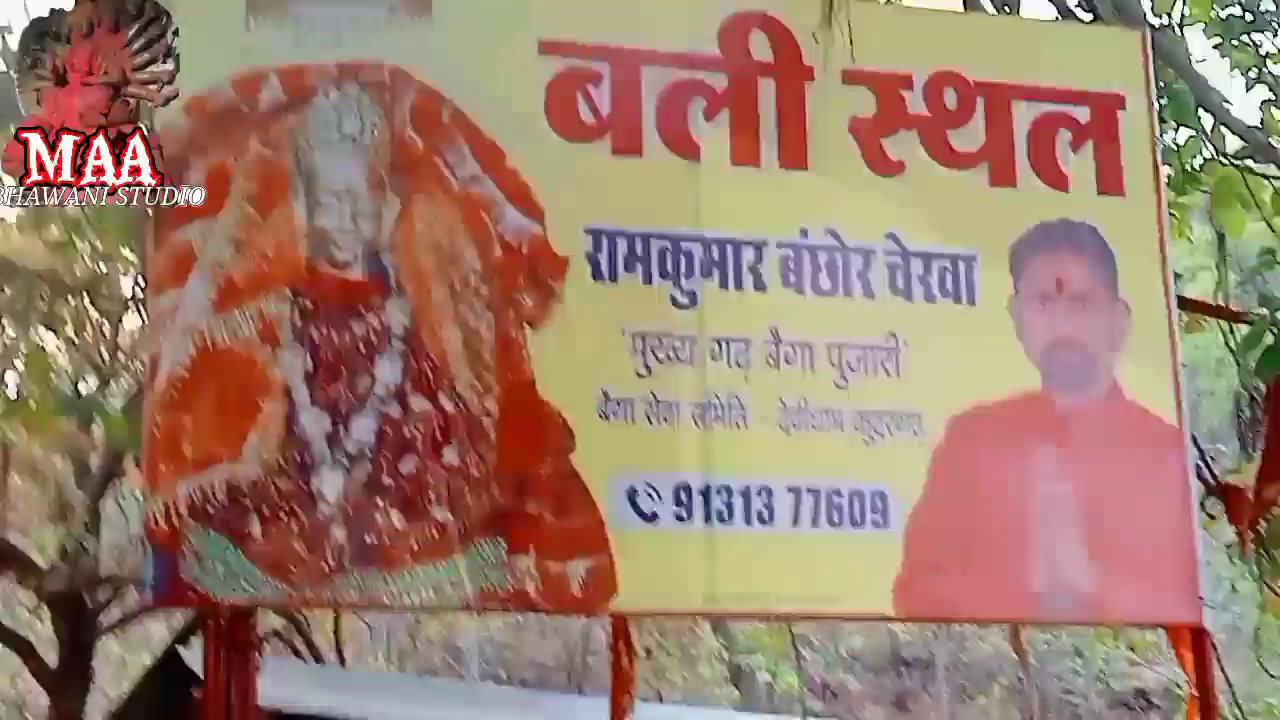 MAA
BHAWANI STUDIO
बली स्थल
रामकुमार बंछोर चेरवा
'मुख्य गढ़ बैगा पुजारी'
बैगा सेवा समिति - देवीधाम
91313 77609